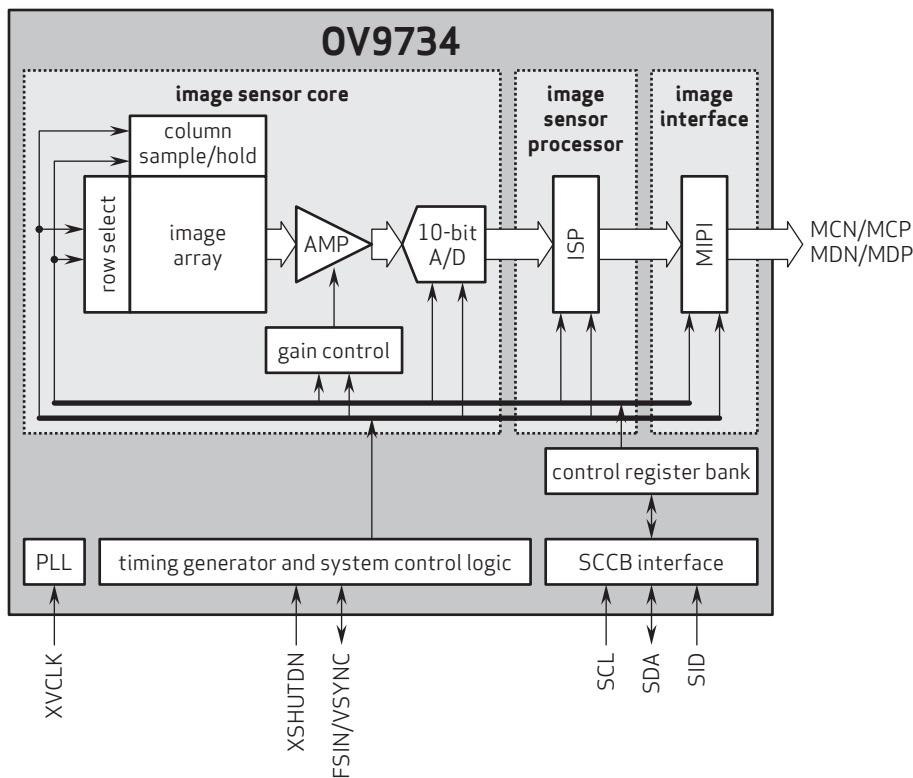 OV9734
image sensor core
image
sensor
processor
image
interface
column
sample/hold
row select
image
array
AMP
10-bit
A/D
ISP
MIPI
MCN/MCP
MDN/MDP
gain control
control register bank
PLL
timing generator and system control logic
SCCB interface
XVCLK
XSHUTDN
FSIN/VSYNC
SCL
SDA
SID